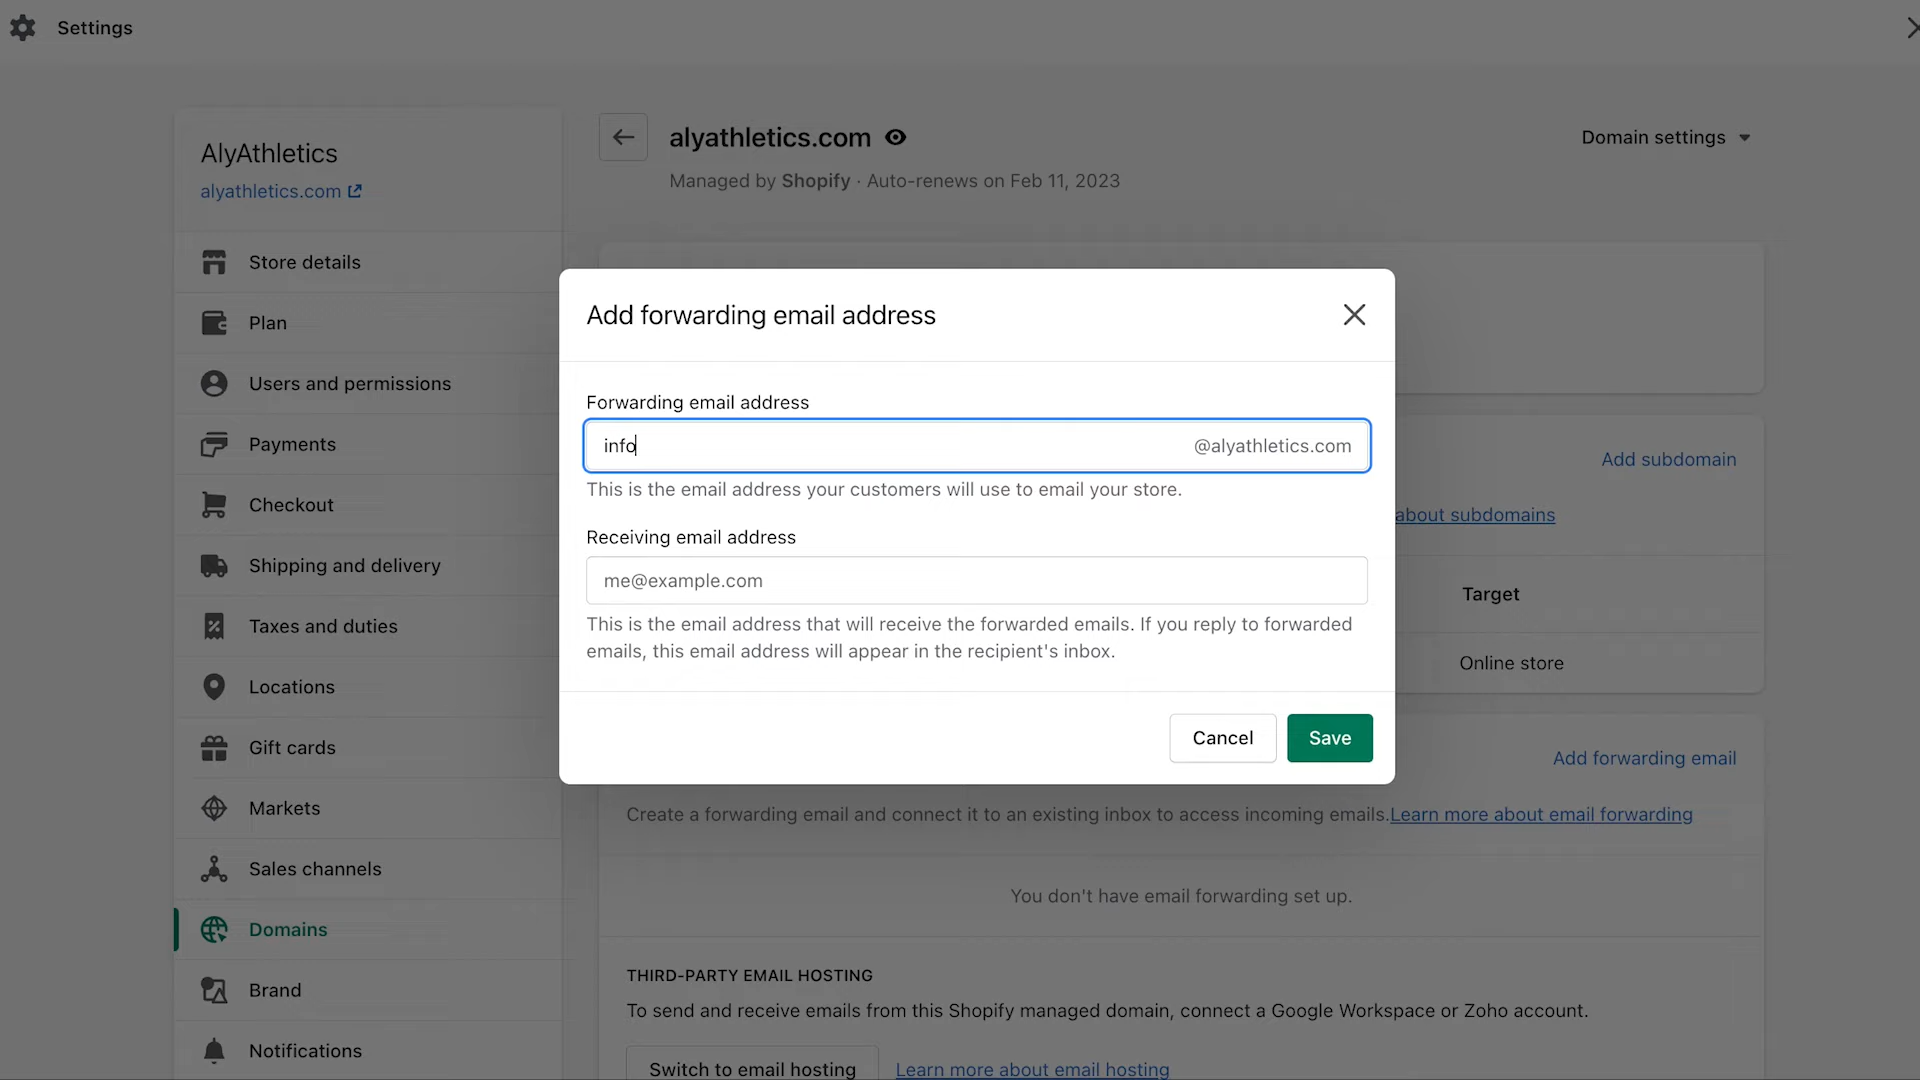 Settings
AlyAthletics
alyathletics.com
Store details
Plan
Users and permissions
Payments
Checkout
Shipping and delivery
Taxes and duties
Locations
Gift cards
Markets
Sales channels
Domains
Brand
Notifications
alyathletics.com
Domain settings
Managed by Shopify · Auto-renews on Feb 11, 2023
Add forwarding email address
Forwarding email address
info @alyathletics.com
This is the email address your customers will use to email your store.
Receiving email address
me@example.com
This is the email address that will receive the forwarded emails. If you reply to forwarded
emails, this email address will appear in the recipient's inbox.
Cancel Save
Add subdomain
about subdomains
Target
Online store
Add forwarding email
Create a forwarding email and connect it to an existing inbox to access incoming emails.Learn more about email forwarding
You don't have email forwarding set up.
THIRD-PARTY EMAIL HOSTING
To send and receive emails from this Shopify managed domain, connect a Google Workspace or Zoho account.
Switch to email hosting Learn more about email hosting